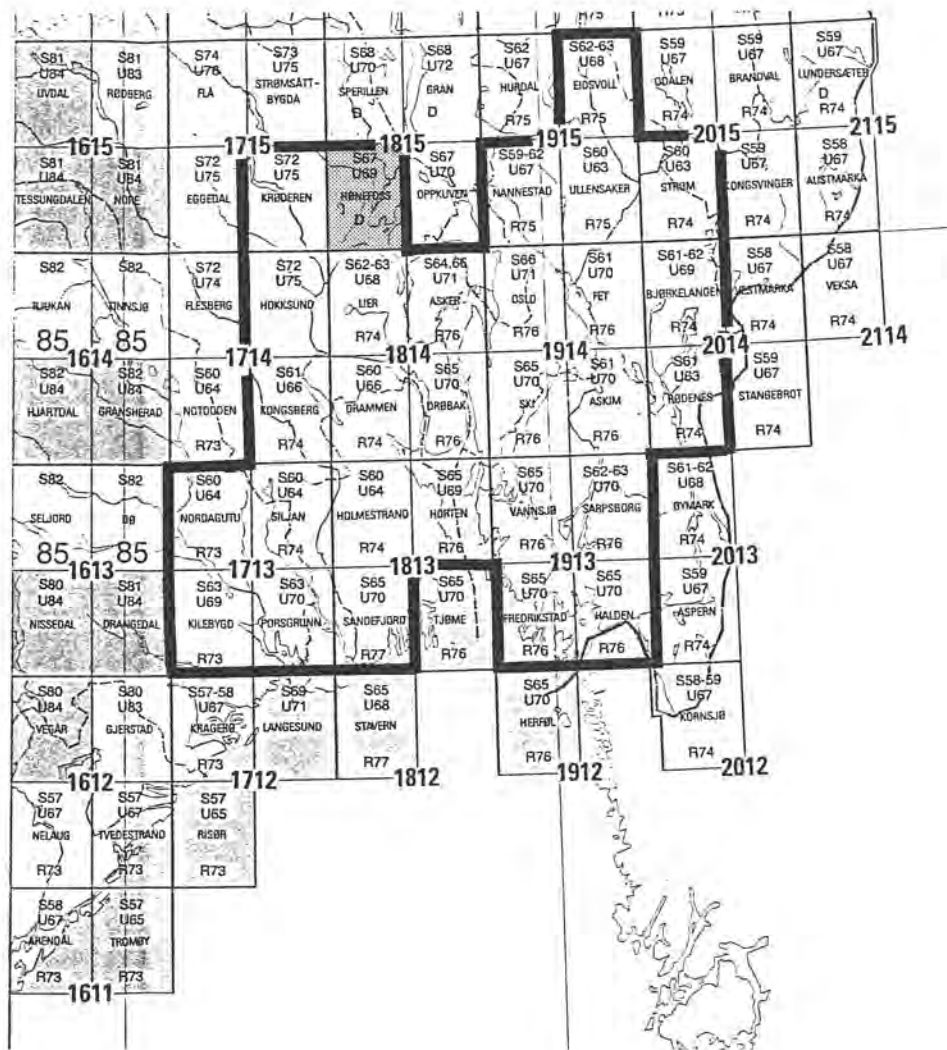 R75 R73 R75
S81 S81 S74 S73 S68 S68 S62 S62-63 S59 S59 S59
U84 U83 U76 U75 U70 U72 U67 U68 U67 U67 U67
UVDAL RØDBERG FLÅ STRØMSÅTT- SPERILLEN GRAN HURDAL EIDSVOLL ODALEN BRANDVAL LUNDERSÆTER
BYGDA
D D R75 R75 R74 R74 D R74
1615 1715 1815 1915 2015 2115
S81 S81 S72 S72 S67 S67 S59-62 S60 S60 S59 S58
U84 U84 U75 U75 U69 U70 U67 U63 U63 U67 U67
TESSUNGDALEN NORE EGGEDAL KRØDEREN HØNEFOSS OPPKUVEN NANNESTAD ULLENSAKER STRØM KONGSVINGER AUSTMARKA
D R75 R75 R74 R74 R74
S82 S82 S72 S72 S62-63 S64,66 S66 S61 S61-62 S58 S58
U74 U75 U68 U71 U71 U70 U69 U67 U67
RJUKAN TINNSJØ FLESBERG HOKKSUND LIER ASKER OSLO FET BJØRKELANGEN VESTMARKA VEKSA
85 85 R74 R76 R76 R76 R74 R74 R74
1614 1714 1814 1914 2014 2114
S82 S82 S60 S61 S60 S65 S65 S61 S61 S59
U84 U84 U64 U66 U66 U70 U70 U70 U63 U67
HJARTDAL GRANSHERAD NOTODDEN KONGSBERG DRAMMEN DRØBAK SKI ASKIM RØDENES STANGEBROT
R73 R74 R74 R76 R76 R76 R74 R74
S82 S82 S60 S60 S60 S65 S65 S62-63 S61-62
U64 U64 U64 U69 U70 U70 U68
SELJORD BØ NORDAGUTU SILJAN HOLMESTRAND HORTEN VANNSJØ SARPSBORG ØYMARK
85 85 R73 R74 R74 R76 R76 R76 R74
1613 1713 1813 1913 2013
S80 S81 S63 S63 S65 S65 S65 S65 S59
U84 U84 U69 U70 U70 U70 U70 U70 U67
NISSEDAL DRANGEDAL KILEBYGD PORSGRUNN SANDEFJORD TJØME FREDRIKSTAD HALDEN ASPERN
R73 R77 R76 R76 R76 R74
S80 S80 S57-58 S69 S65 S65 S58-59
U84 U83 U67 U71 U68 U70 U67
VEGÅR GJERSTAD KRAGERØ LANGESUND STAVERN HERFØL KORNSJØ
R73 R77 R76 R74
1612 1712 1812 1912 2012
S57 S57 S57
U67 U67 U65
NELAUG TVEDESTRAND RISØR
R73 R73 R73
S58 S57
U67 U65
ARENDAL TROMØY
R73 R73
1611